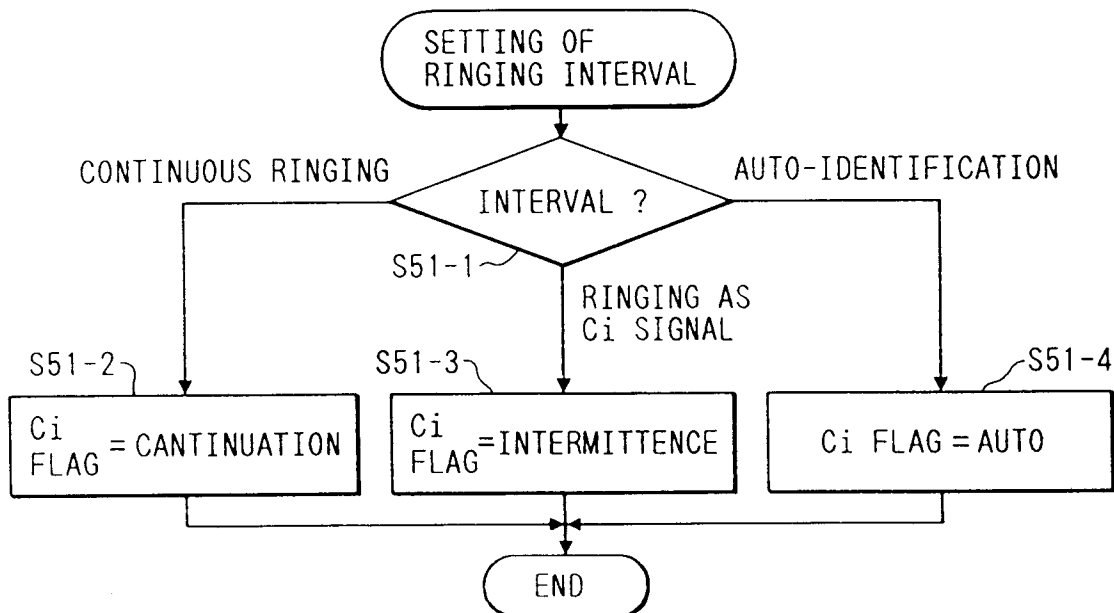 SETTING OF
RINGING INTERVAL
CONTINUOUS RINGING
INTERVAL ?
AUTO-IDENTIFICATION
S51-1
RINGING AS
Ci SIGNAL
S51-2
S51-3
S51-4
Ci
FLAG = CANTINUATION
Ci
FLAG =INTERMITTENCE
Ci FLAG = AUTO
END